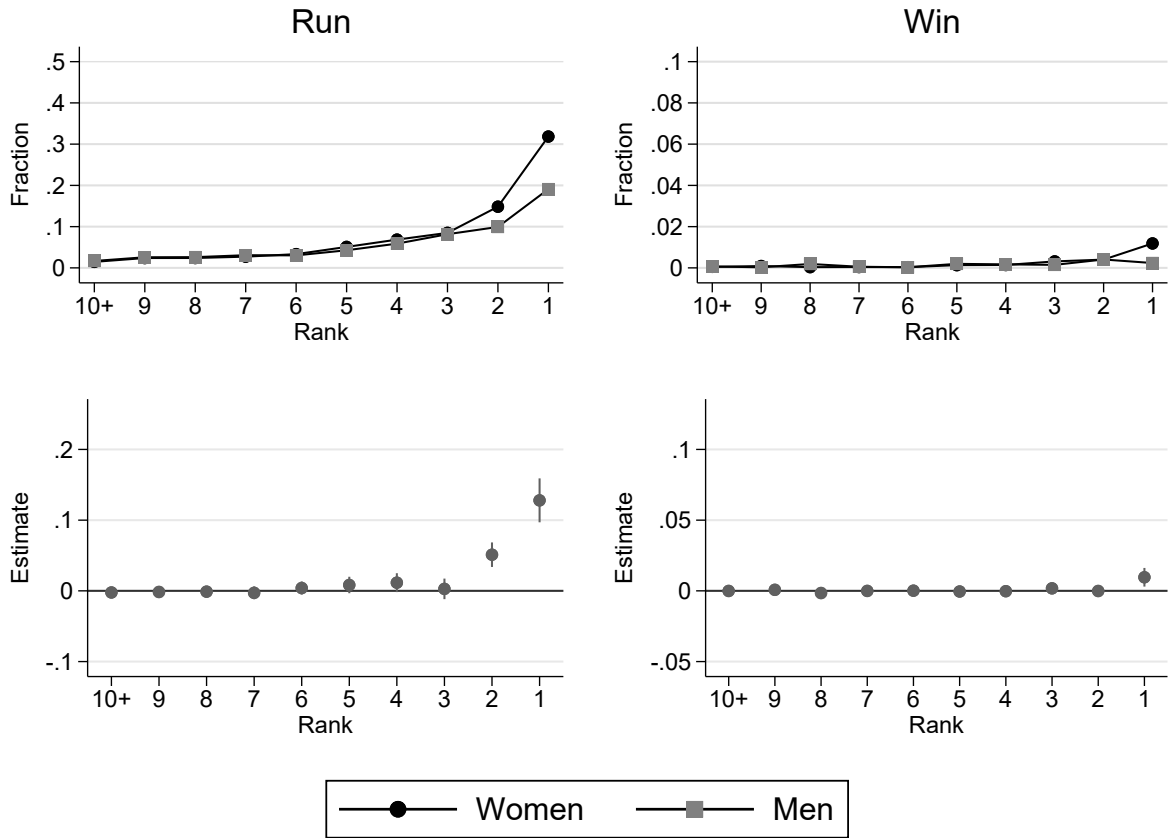 Run
.5
.4
.3
.2
.1
0
Fraction
10+ 9 8 7 6 5 4 3 2 1
Rank
Win
.1
.08
.06
.04
.02
0
Fraction
10+ 9 8 7 6 5 4 3 2 1
Rank
.2
.1
0
-.1
Estimate
10+ 9 8 7 6 5 4 3 2 1
Rank
.1
.05
0
-.05
Estimate
10+ 9 8 7 6 5 4 3 2 1
Rank
Women Men